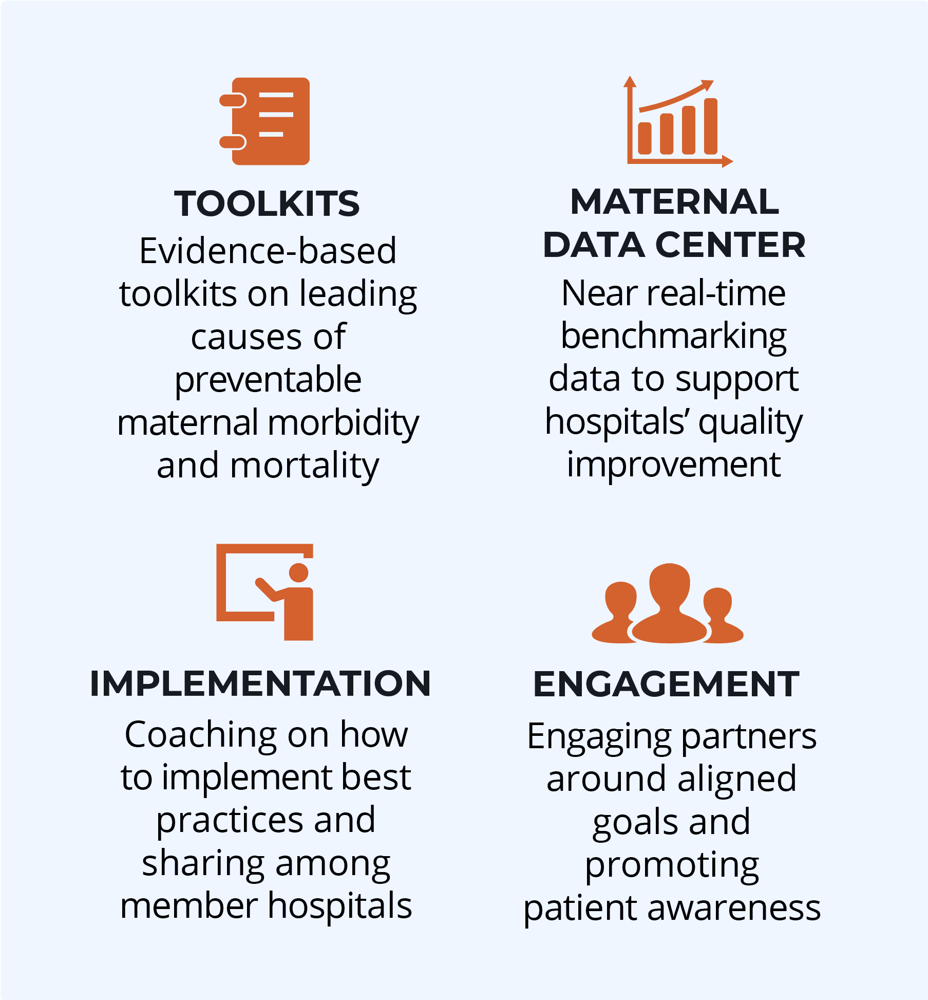 TOOLKITS
Evidence-based
toolkits on leading
causes of
preventable
maternal morbidity
and mortality
MATERNAL
DATA CENTER
Near real-time
benchmarking
data to support
hospitals’ quality
improvement
IMPLEMENTATION
Coaching on how
to implement best
practices and
sharing among
member hospitals
ENGAGEMENT
Engaging partners
around aligned
goals and
promoting
patient awareness